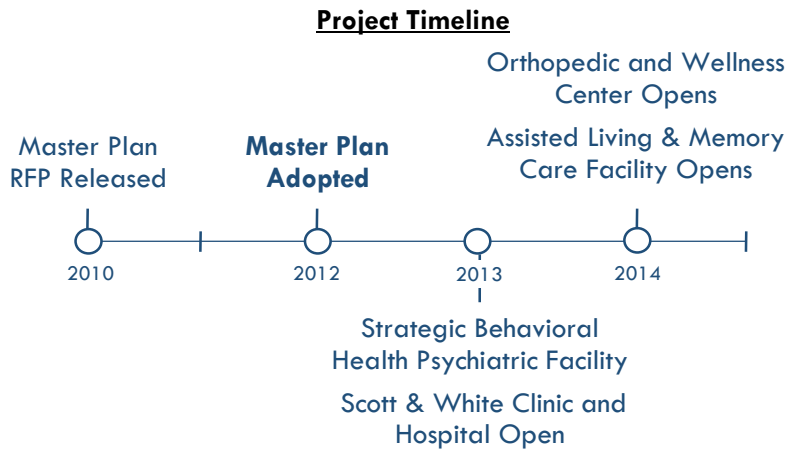 Project Timeline
Orthopedic and Wellness
Center Opens
Assisted Living & Memory
Care Facility Opens
Master Plan
RFP Released
Master Plan
Adopted
2010
2012
2013
2014
Strategic Behavioral
Health Psychiatric Facility
Scott & White Clinic and
Hospital Open